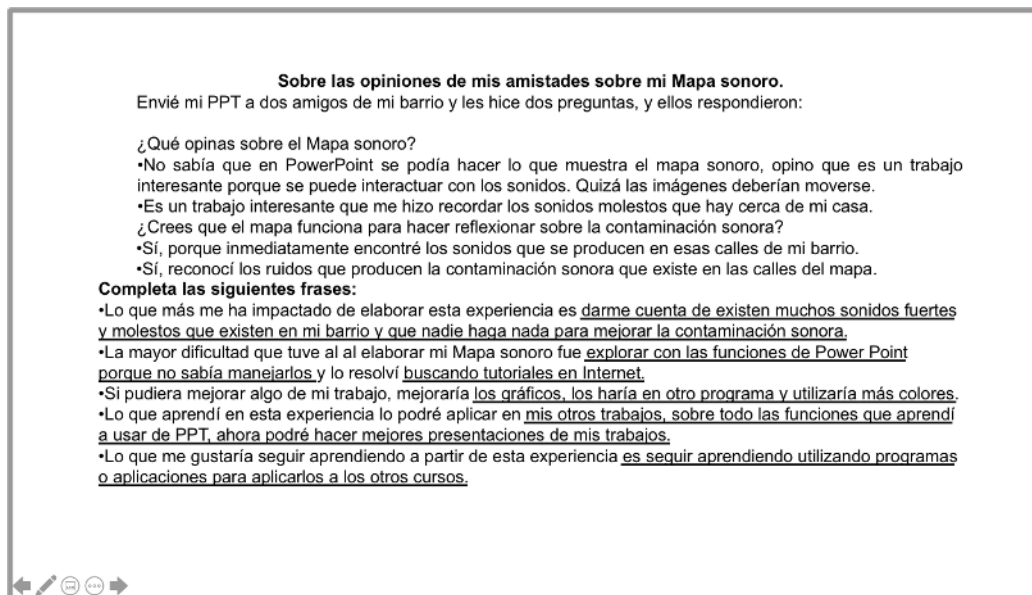 Sobre las opiniones de mis amistades sobre mi Mapa sonoro.
Envié mi PPT a dos amigos de mi barrio y les hice dos preguntas, y ellos respondieron:
¿Qué opinas sobre el Mapa sonoro?
•No sabía que en PowerPoint se podía hacer lo que muestra el mapa sonoro, opino que es un trabajo
interesante porque se puede interactuar con los sonidos. Quizá las imágenes deberían moverse.
•Es un trabajo interesante que me hizo recordar los sonidos molestos que hay cerca de mi casa.
¿Crees que el mapa funciona para hacer reflexionar sobre la contaminación sonora?
•Sí, porque inmediatamente encontré los sonidos que se producen en esas calles de mi barrio.
•Sí, reconocí los ruidos que producen la contaminación sonora que existe en las calles del mapa.
Completa las siguientes frases:
•Lo que más me ha impactado de elaborar esta experiencia es darme cuenta de existen muchos sonidos fuertes
y molestos que existen en mi barrio y que nadie haga nada para mejorar la contaminación sonora.
•La mayor dificultad que tuve al al elaborar mi Mapa sonoro fue explorar con las funciones de Power Point
porque no sabía manejarlos y lo resolví buscando tutoriales en Internet.
•Si pudiera mejorar algo de mi trabajo, mejoraría los gráficos, los haría en otro programa y utilizaría más colores.
•Lo que aprendí en esta experiencia lo podré aplicar en mis otros trabajos, sobre todo las funciones que aprendí
a usar de PPT, ahora podré hacer mejores presentaciones de mis trabajos.
•Lo que me gustaría seguir aprendiendo a partir de esta experiencia es seguir aprendiendo utilizando programas
o aplicaciones para aplicarlos a los otros cursos.